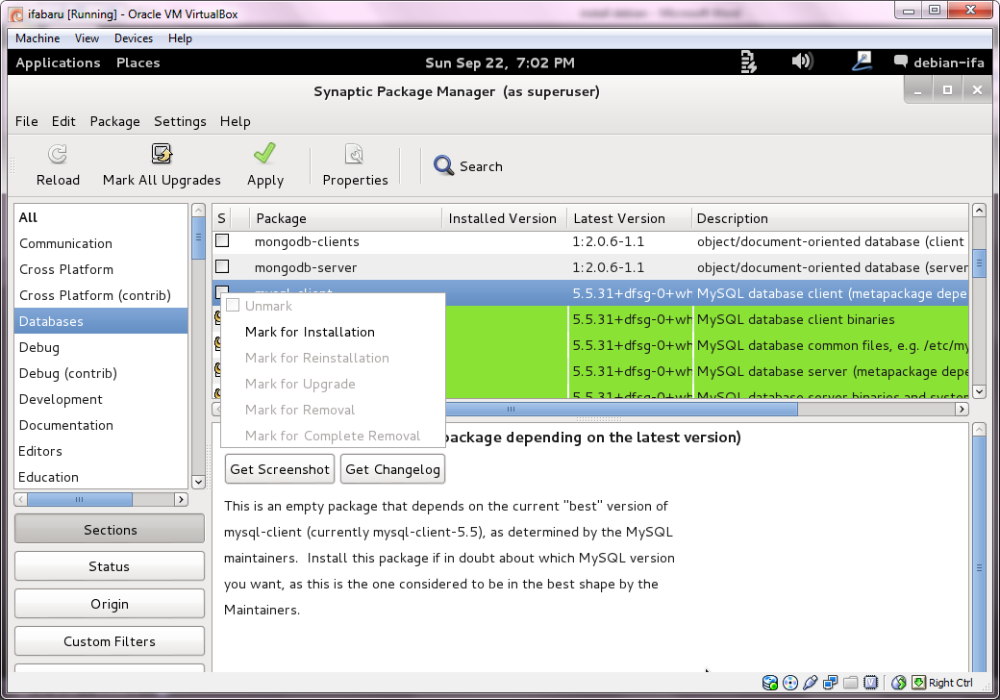 ifabaru [Running] - Oracle VM VirtualBox
Machine View Devices Help
Applications Places Sun Sep 22, 7:02 PM debian-ifa
Synaptic Package Manager (as superuser)
File Edit Package Settings Help
Reload Mark All Upgrades Apply Properties Search
All
Communication
Cross Platform
Cross Platform (contrib)
Databases
Debug
Debug (contrib)
Development
Documentation
Editors
Education
Sections
Status
Origin
Custom Filters
S Package Installed Version Latest Version Description
mongodb-clients 1:2.0.6-1.1 object/document-oriented database (client
mongodb-server 1:2.0.6-1.1 object/document-oriented database (server
mysql-client 5.5.31+dfsg-0+wh MySQL database client (metapackage depe
5.5.31+dfsg-0+wh MySQL database client binaries
5.5.31+dfsg-0+wh MySQL database common files, e.g. /etc/my
5.5.31+dfsg-0+wh MySQL database server (metapackage depe
5.5.31+dfsg-0+wh MySQL database server binaries and system
Unmark
Mark for Installation
Mark for Reinstallation
Mark for Upgrade
Mark for Removal
Mark for Complete Removal
package depending on the latest version)
Get Screenshot Get Changelog
This is an empty package that depends on the current "best" version of
mysql-client (currently mysql-client-5.5), as determined by the MySQL
maintainers. Install this package if in doubt about which MySQL version
you want, as this is the one considered to be in the best shape by the
Maintainers.
Right Ctrl